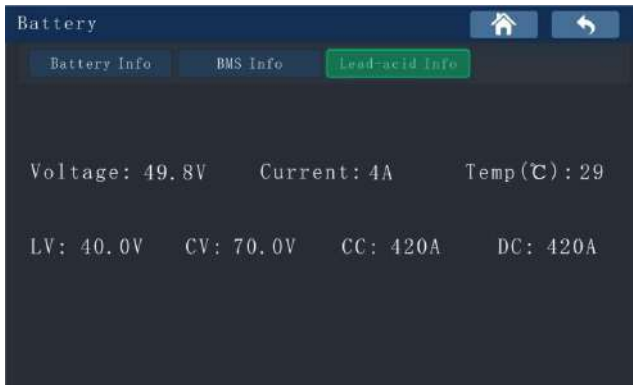 Battery
Battery Info BMS Info Lead-acid Info
Voltage: 49.8V Current: 4A Temp(℃): 29
LV: 40.0V CV: 70.0V CC: 420A DC: 420A